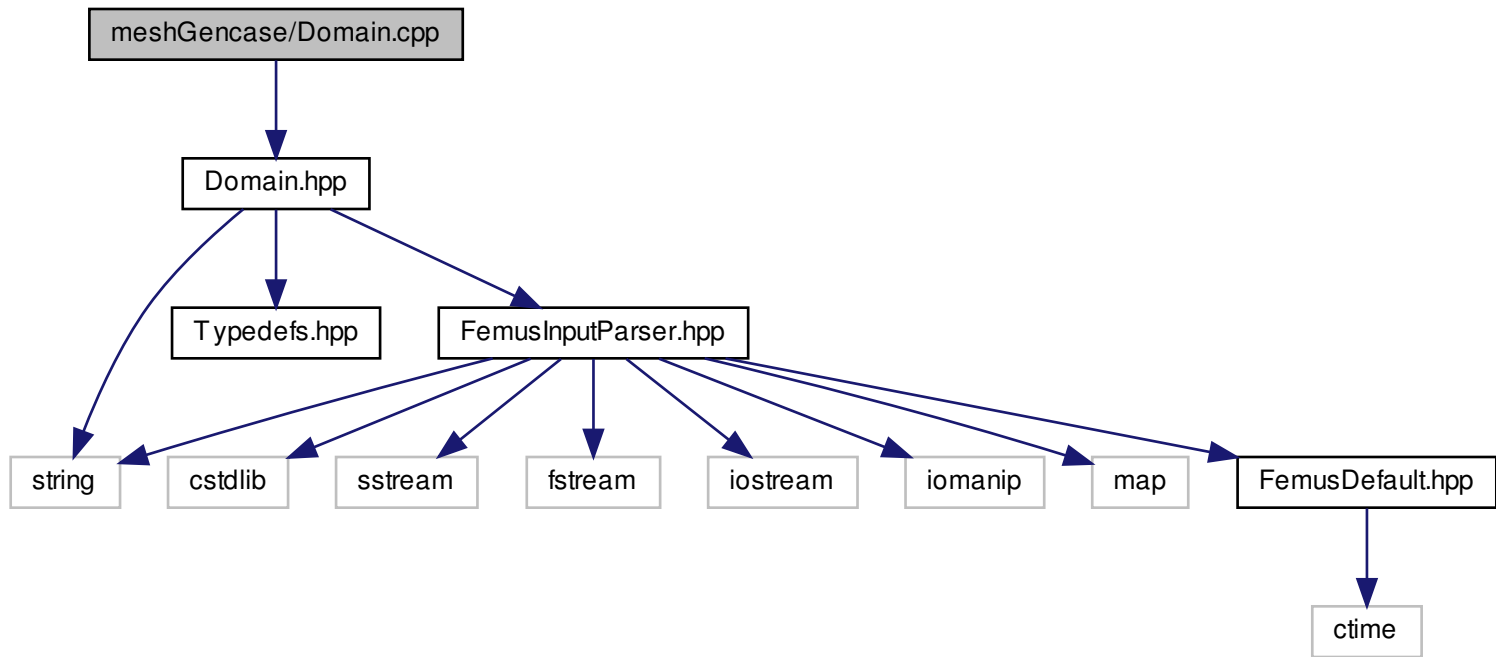 meshGencase/Domain.cpp
Domain.hpp
Typedefs.hpp
FemusInputParser.hpp
string
cstdlib
sstream
fstream
iostream
iomanip
map
FemusDefault.hpp
ctime